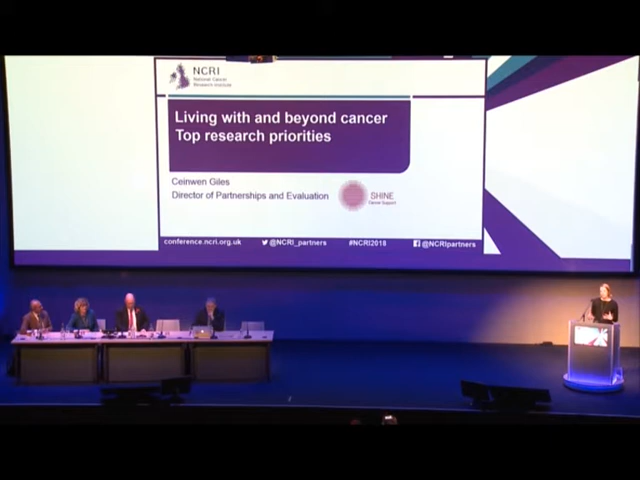 NCRI
National Cancer
Research Institute
Living with and beyond cancer
Top research priorities
Ceinwen Giles
Director of Partnerships and Evaluation
SHINE
Cancer Support
conference.ncri.org.uk @NCRI_partners #NCRI2018 @NCRIpartners